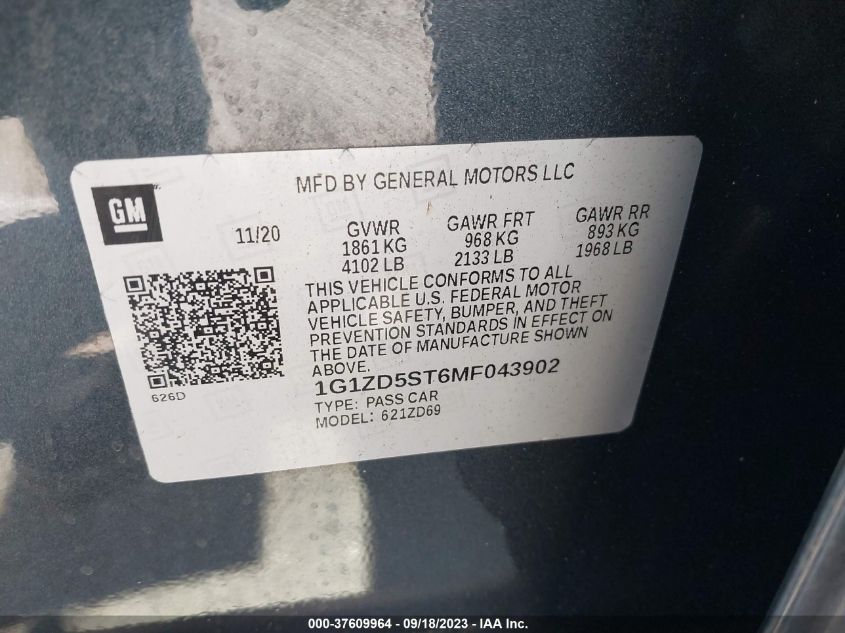 MFD BY GENERAL MOTORS LLC
GM
11/20
GVWR
1861 KG
4102 LB
GAWR FRT
968 KG
2133 LB
GAWR RR
893 KG
1968 LB
THIS VEHICLE CONFORMS TO ALL
APPLICABLE U.S. FEDERAL MOTOR
VEHICLE SAFETY, BUMPER, AND THEFT
PREVENTION STANDARDS IN EFFECT ON
THE DATE OF MANUFACTURE SHOWN
ABOVE.
626D
1G1ZD5ST6MF043902
TYPE: PASS CAR
MODEL: 621ZD69
000-37609964 - 09/18/2023 - IAA Inc.